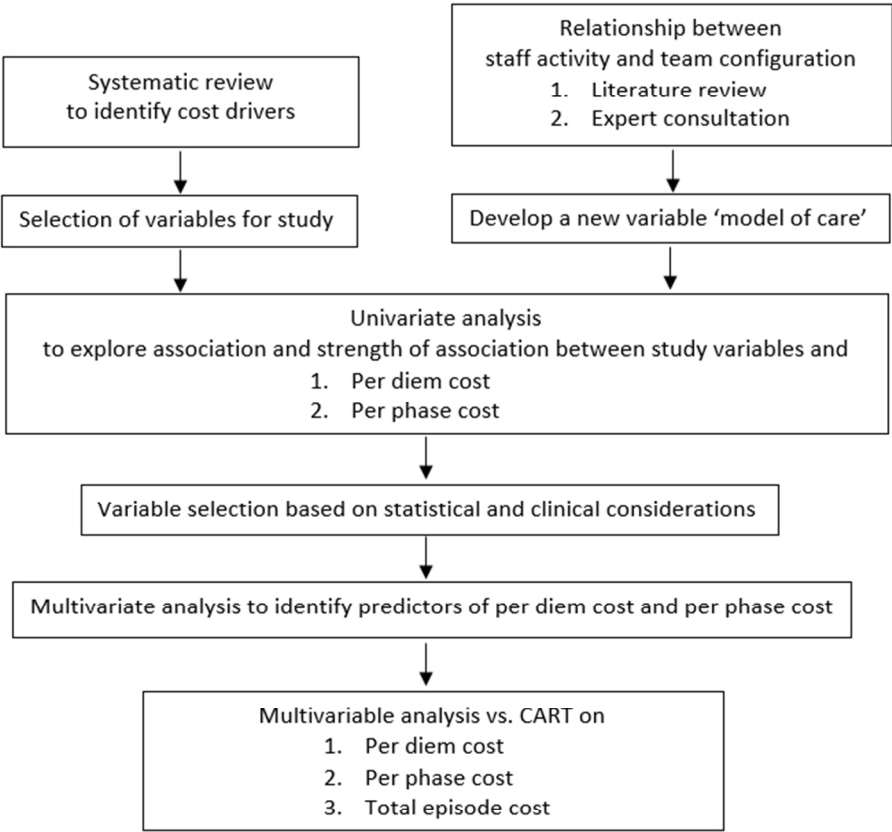 Systematic review
to identify cost drivers
Relationship between
staff activity and team configuration
1. Literature review
2. Expert consultation
Selection of variables for study
Develop a new variable ‘model of care’
Univariate analysis
to explore association and strength of association between study variables and
1. Per diem cost
2. Per phase cost
Variable selection based on statistical and clinical considerations
Multivariate analysis to identify predictors of per diem cost and per phase cost
Multivariable analysis vs. CART on
1. Per diem cost
2. Per phase cost
3. Total episode cost